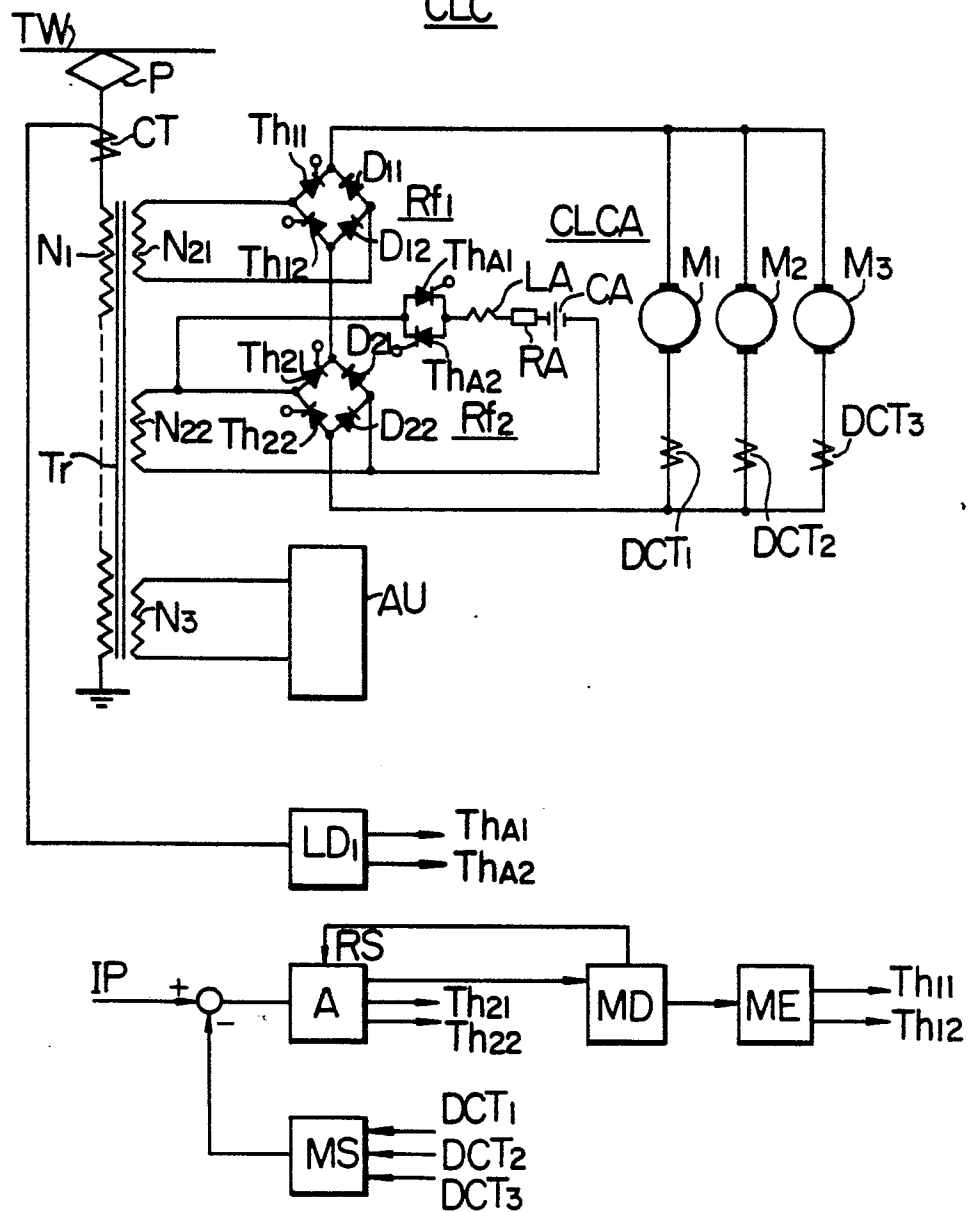 CLC
TW
P
CT
Th11
D11
Rf1
N1
N21
Th12
D12
CLCA
ThA1
LA
CA
M1
M2
M3
D21
Th21
ThA2
RA
N22
Th22
D22
Rf2
DCT3
Tr
DCT1
DCT2
N3
AU
LD1
ThA1
ThA2
RS
IP
+
A
MD
ME
Th11
Th21
−
Th12
Th22
DCT1
MS
DCT2
DCT3